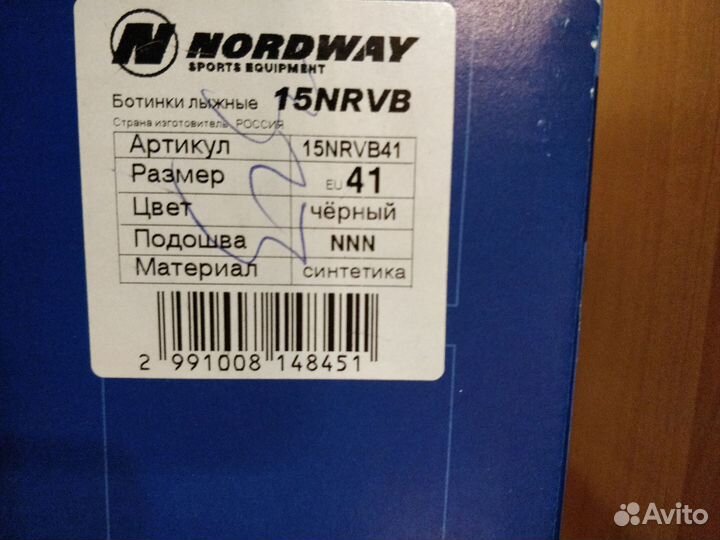 N NORDWAY
SPORTS EQUIPMENT
Ботинки лыжные 15NRVB
Страна изготовитель РОССИЯ
Артикул 15NRVB41
Размер EU 41
Цвет чёрный
Подошва NNN
Материал синтетика
2 991008 148451
Avito